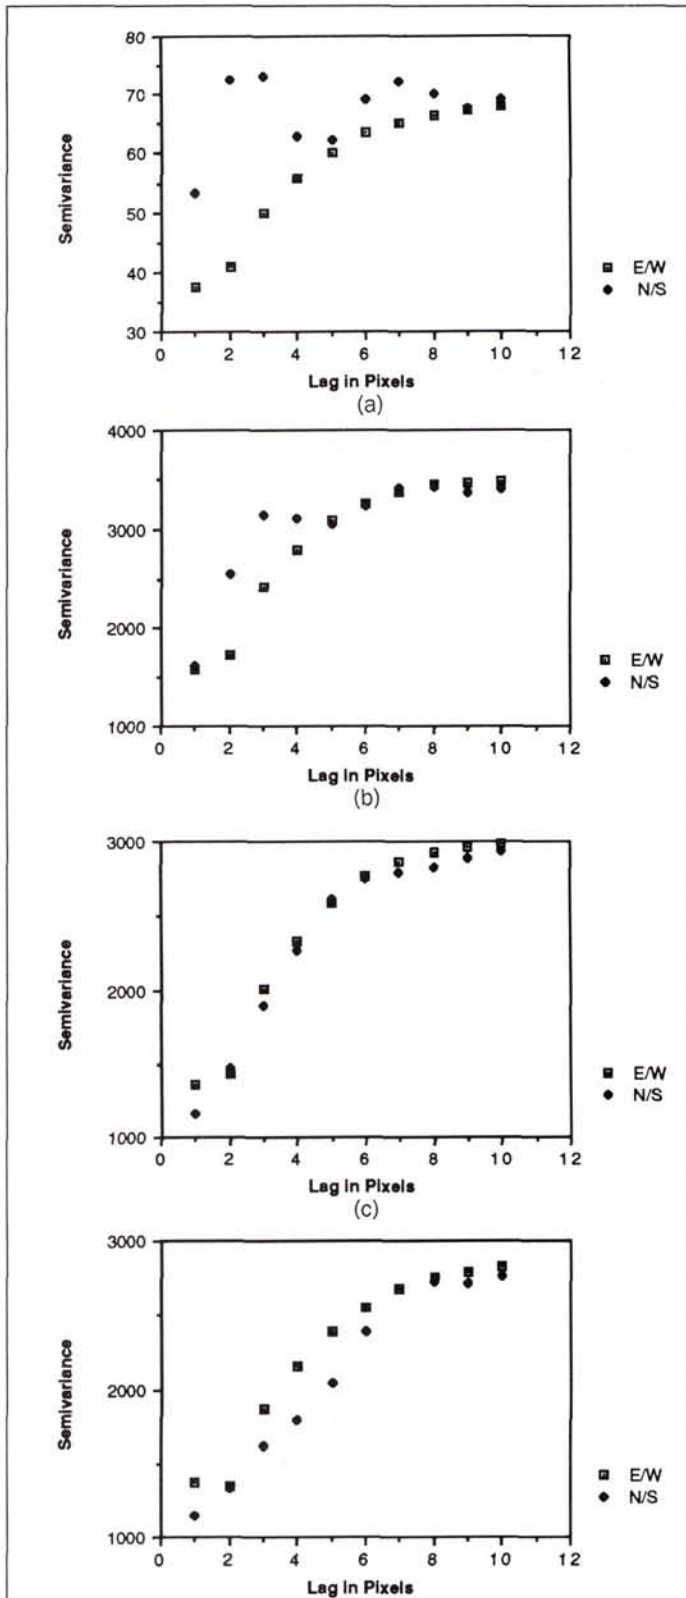 80
70
60
50
40
30
Semivariance
0 2 4 6 8 10 12
Lag in Pixels
E/W
N/S
(a)
4000
3000
2000
1000
Semivariance
0 2 4 6 8 10 12
Lag in Pixels
E/W
N/S
(b)
3000
2000
1000
Semivariance
0 2 4 6 8 10 12
Lag in Pixels
E/W
N/S
(c)
3000
2000
1000
Semivariance
0 2 4 6 8 10 12
Lag in Pixels
E/W
N/S